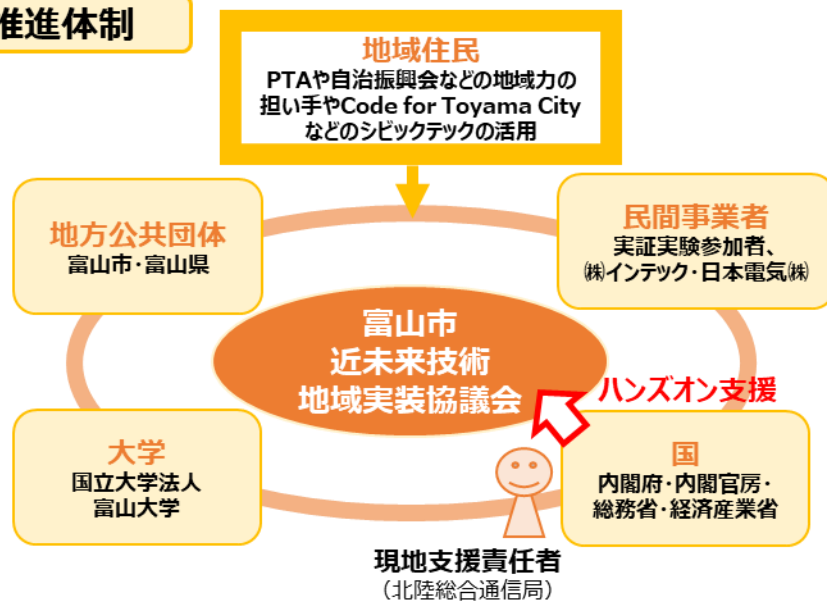 推進体制
地域住民
PTAや自治振興会などの地域力の
担い手やCode for Toyama City
などのシビックテックの活用
地方公共団体
富山市・富山県
民間事業者
実証実験参加者、
㈱インテック・日本電気㈱
富山市
近未来技術
地域実装協議会
ハンズオン支援
大学
国立大学法人
富山大学
国
内閣府・内閣官房・
総務省・経済産業省
現地支援責任者
（北陸総合通信局）